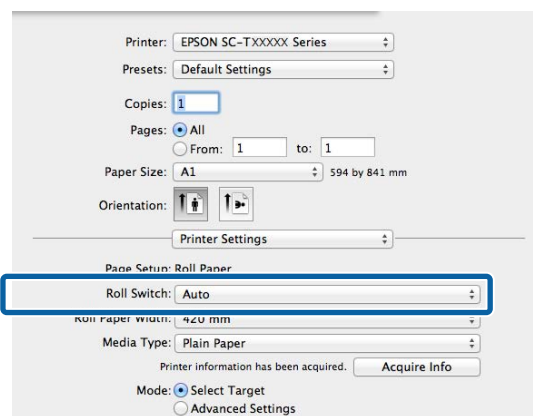 Printer: EPSON SC-TXXXXX Series
Presets: Default Settings
Copies: 1
Pages: All
From: 1 to: 1
Paper Size: A1 594 by 841 mm
Orientation:
Printer Settings
Page Setup: Roll Paper
Roll Switch: Auto
Roll Paper Width: 420 mm
Media Type: Plain Paper
Printer information has been acquired. Acquire Info
Mode: Select Target
Advanced Settings